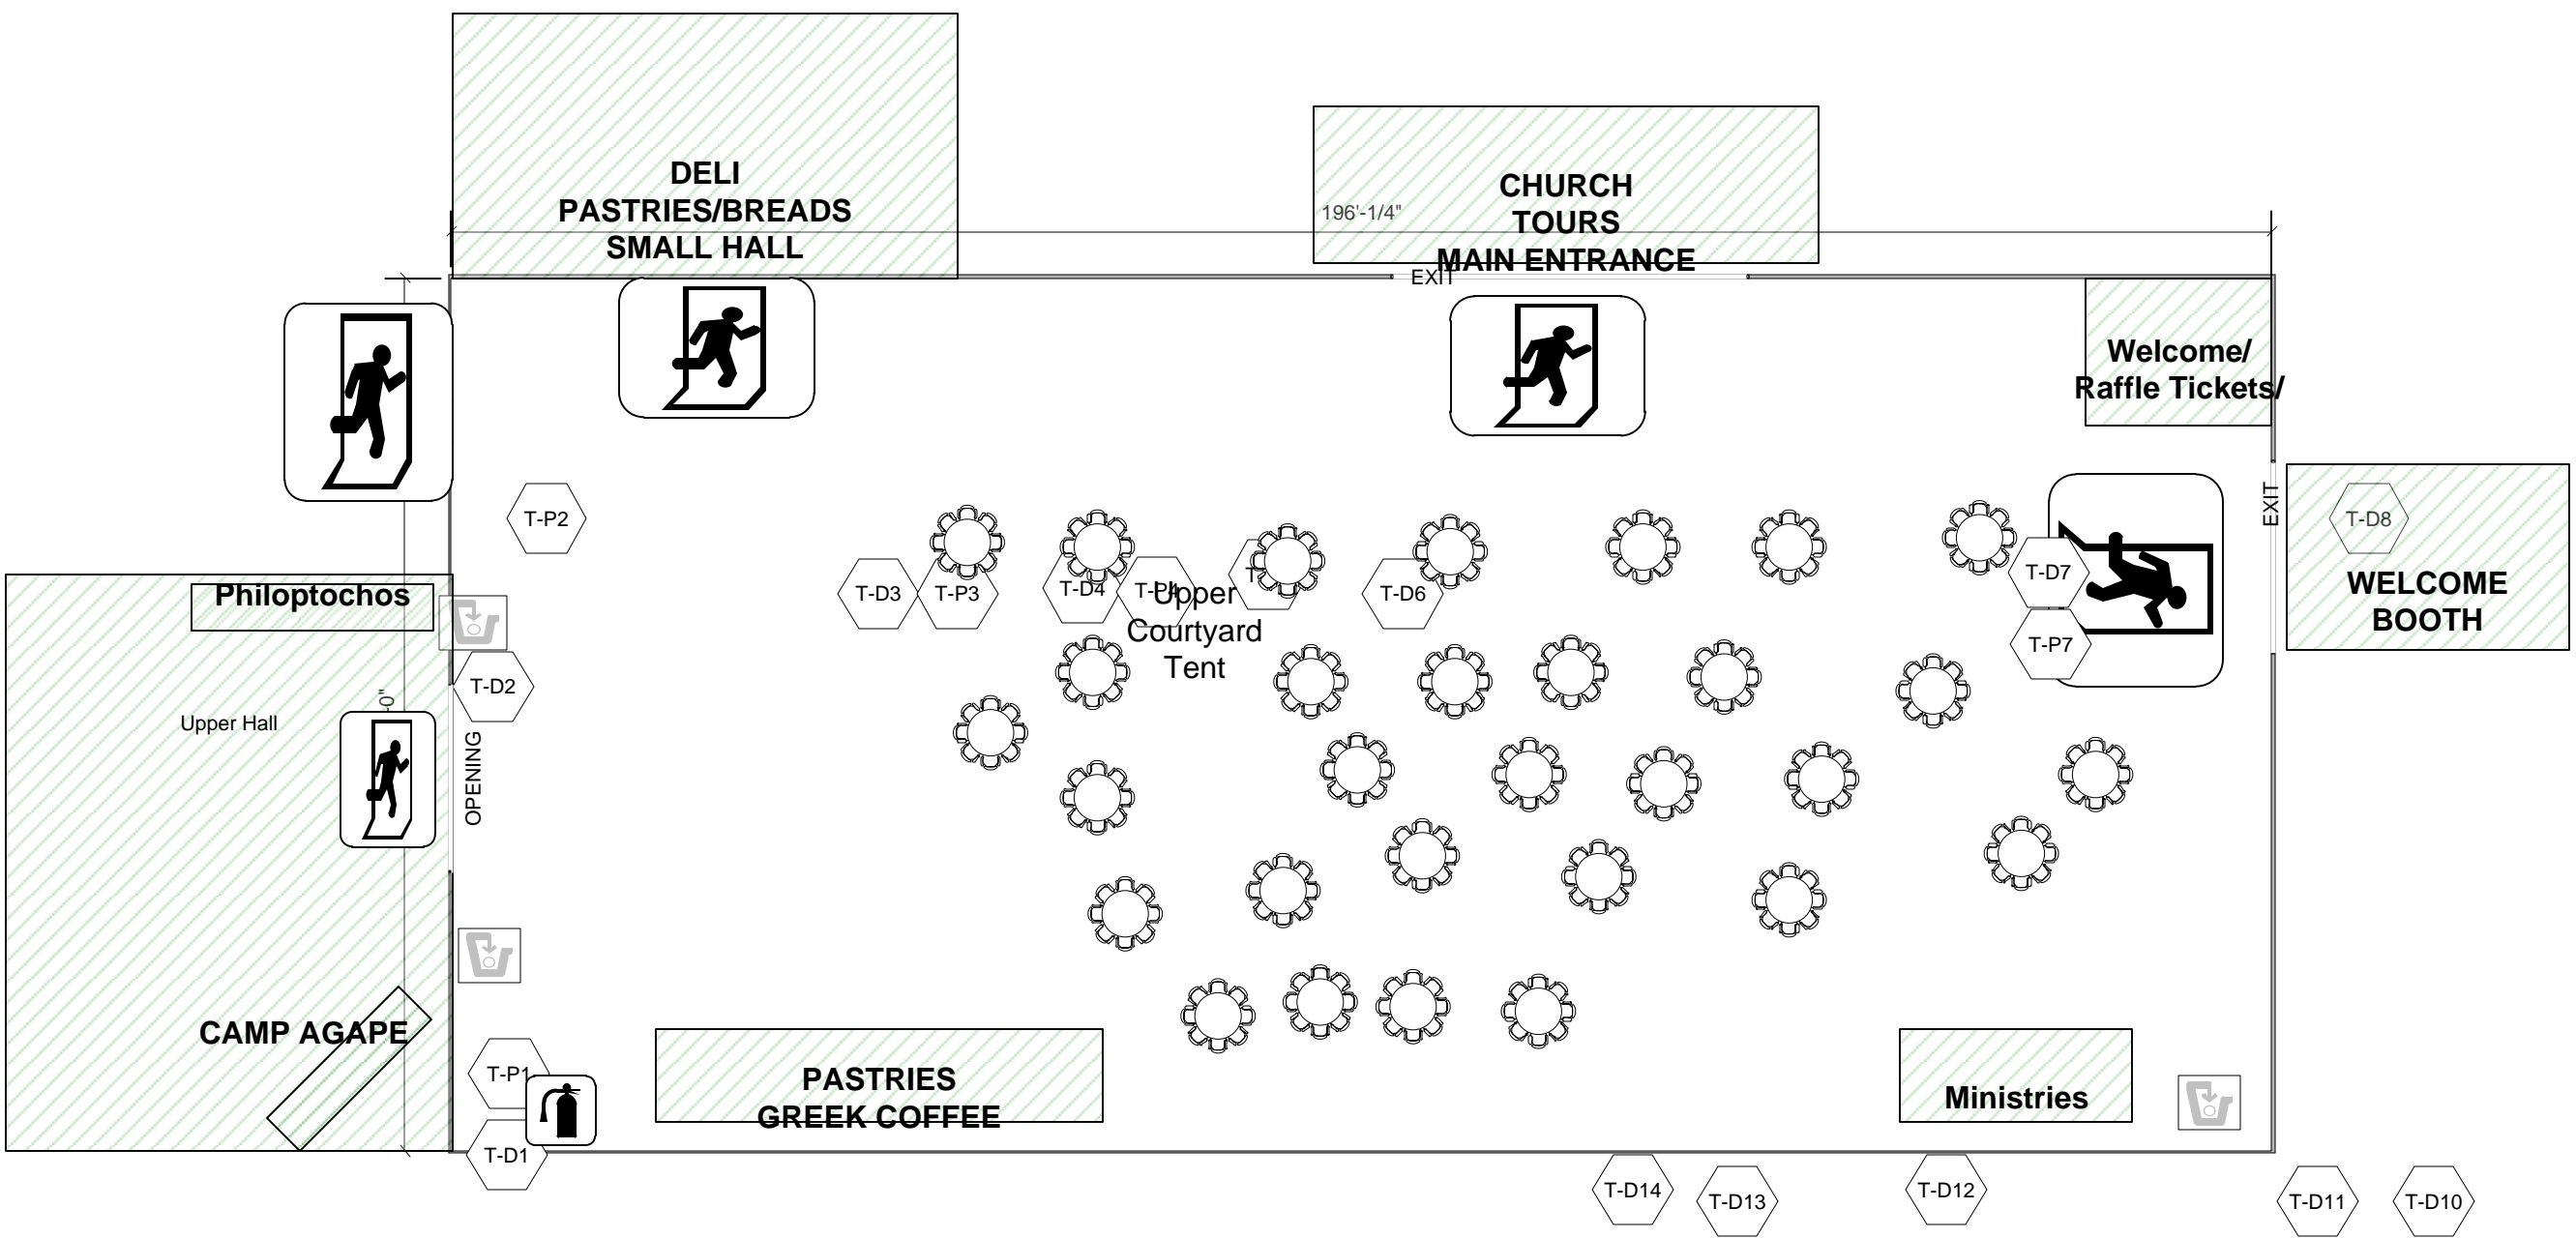 DELI
PASTRIES/BREADS
SMALL HALL
CHURCH
TOURS
MAIN ENTRANCE
196'-1/4"
EXIT
Welcome/
Raffle Tickets/
EXIT
T-D8
WELCOME
BOOTH
T-P2
T-D3
T-P3
T-D4
T-P4
T-D6
T-D7
T-P7
Upper
Courtyard
Tent
Philoptochos
T-D2
-0"
Upper Hall
OPENING
CAMP AGAPE
T-P1
T-D1
PASTRIES
GREEK COFFEE
Ministries
T-D14
T-D13
T-D12
T-D11
T-D10